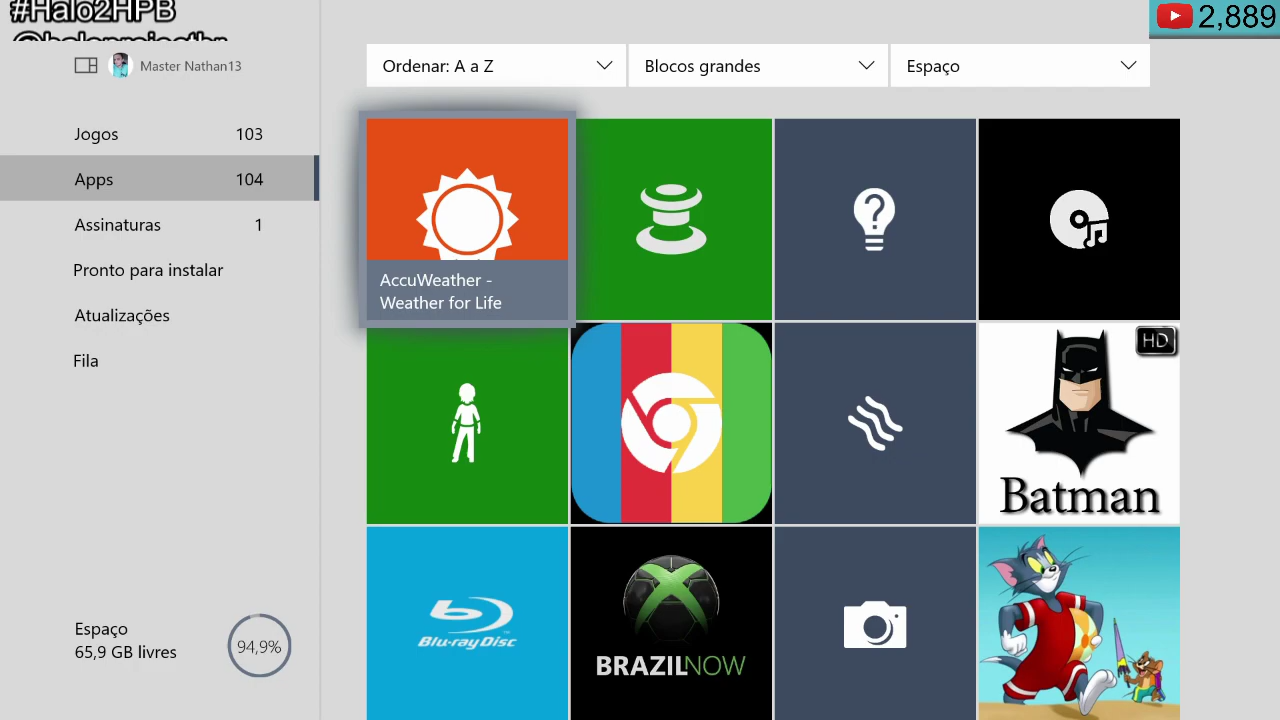 #Halo2HPB
@haloprojectbr
2,889
Master Nathan13
Ordenar: A a Z
Blocos grandes
Espaço
Jogos 103
Apps 104
Assinaturas 1
Pronto para instalar
Atualizações
Fila
AccuWeather -
Weather for Life
HD
Batman
Blu-ray Disc
BRAZILNOW
Espaço
65,9 GB livres
94,9%